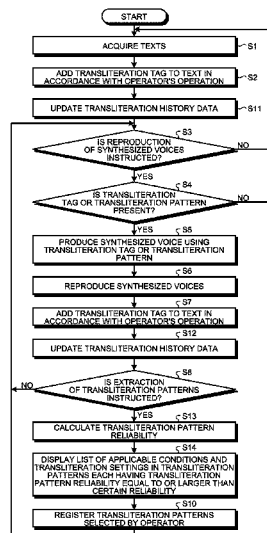 START
ACQUIRE TEXTS
S1
ADD TRANSLITERATION TAG TO TEXT IN
ACCORDANCE WITH OPERATOR'S OPERATION
S2
UPDATE TRANSLITERATION HISTORY DATA
S11
S3
IS REPRODUCTION
OF SYNTHESIZED VOICES
INSTRUCTED?
NO
YES
S4
IS TRANSLITERATION
TAG OR TRANSLITERATION PATTERN
PRESENT?
NO
YES
S5
PRODUCE SYNTHESIZED VOICE USING
TRANSLITERATION TAG OR TRANSLITERATION
PATTERN
S6
REPRODUCE SYNTHESIZED VOICES
S7
ADD TRANSLITERATION TAG TO TEXT IN
ACCORDANCE WITH OPERATOR'S OPERATION
S12
UPDATE TRANSLITERATION HISTORY DATA
S8
NO
IS EXTRACTION
OF TRANSLITERATION PATTERNS
INSTRUCTED?
YES
S13
CALCULATE TRANSLITERATION PATTERN
RELIABILITY
S14
DISPLAY LIST OF APPLICABLE CONDITIONS
AND TRANSLITERATION SETTINGS IN
TRANSLITERATION PATTERNS EACH HAVING
TRANSLITERATION PATTERN RELIABILITY
EQUAL TO OR LARGER THAN
CERTAIN RELIABILITY
S10
REGISTER TRANSLITERATION PATTERNS
SELECTED BY OPERATOR